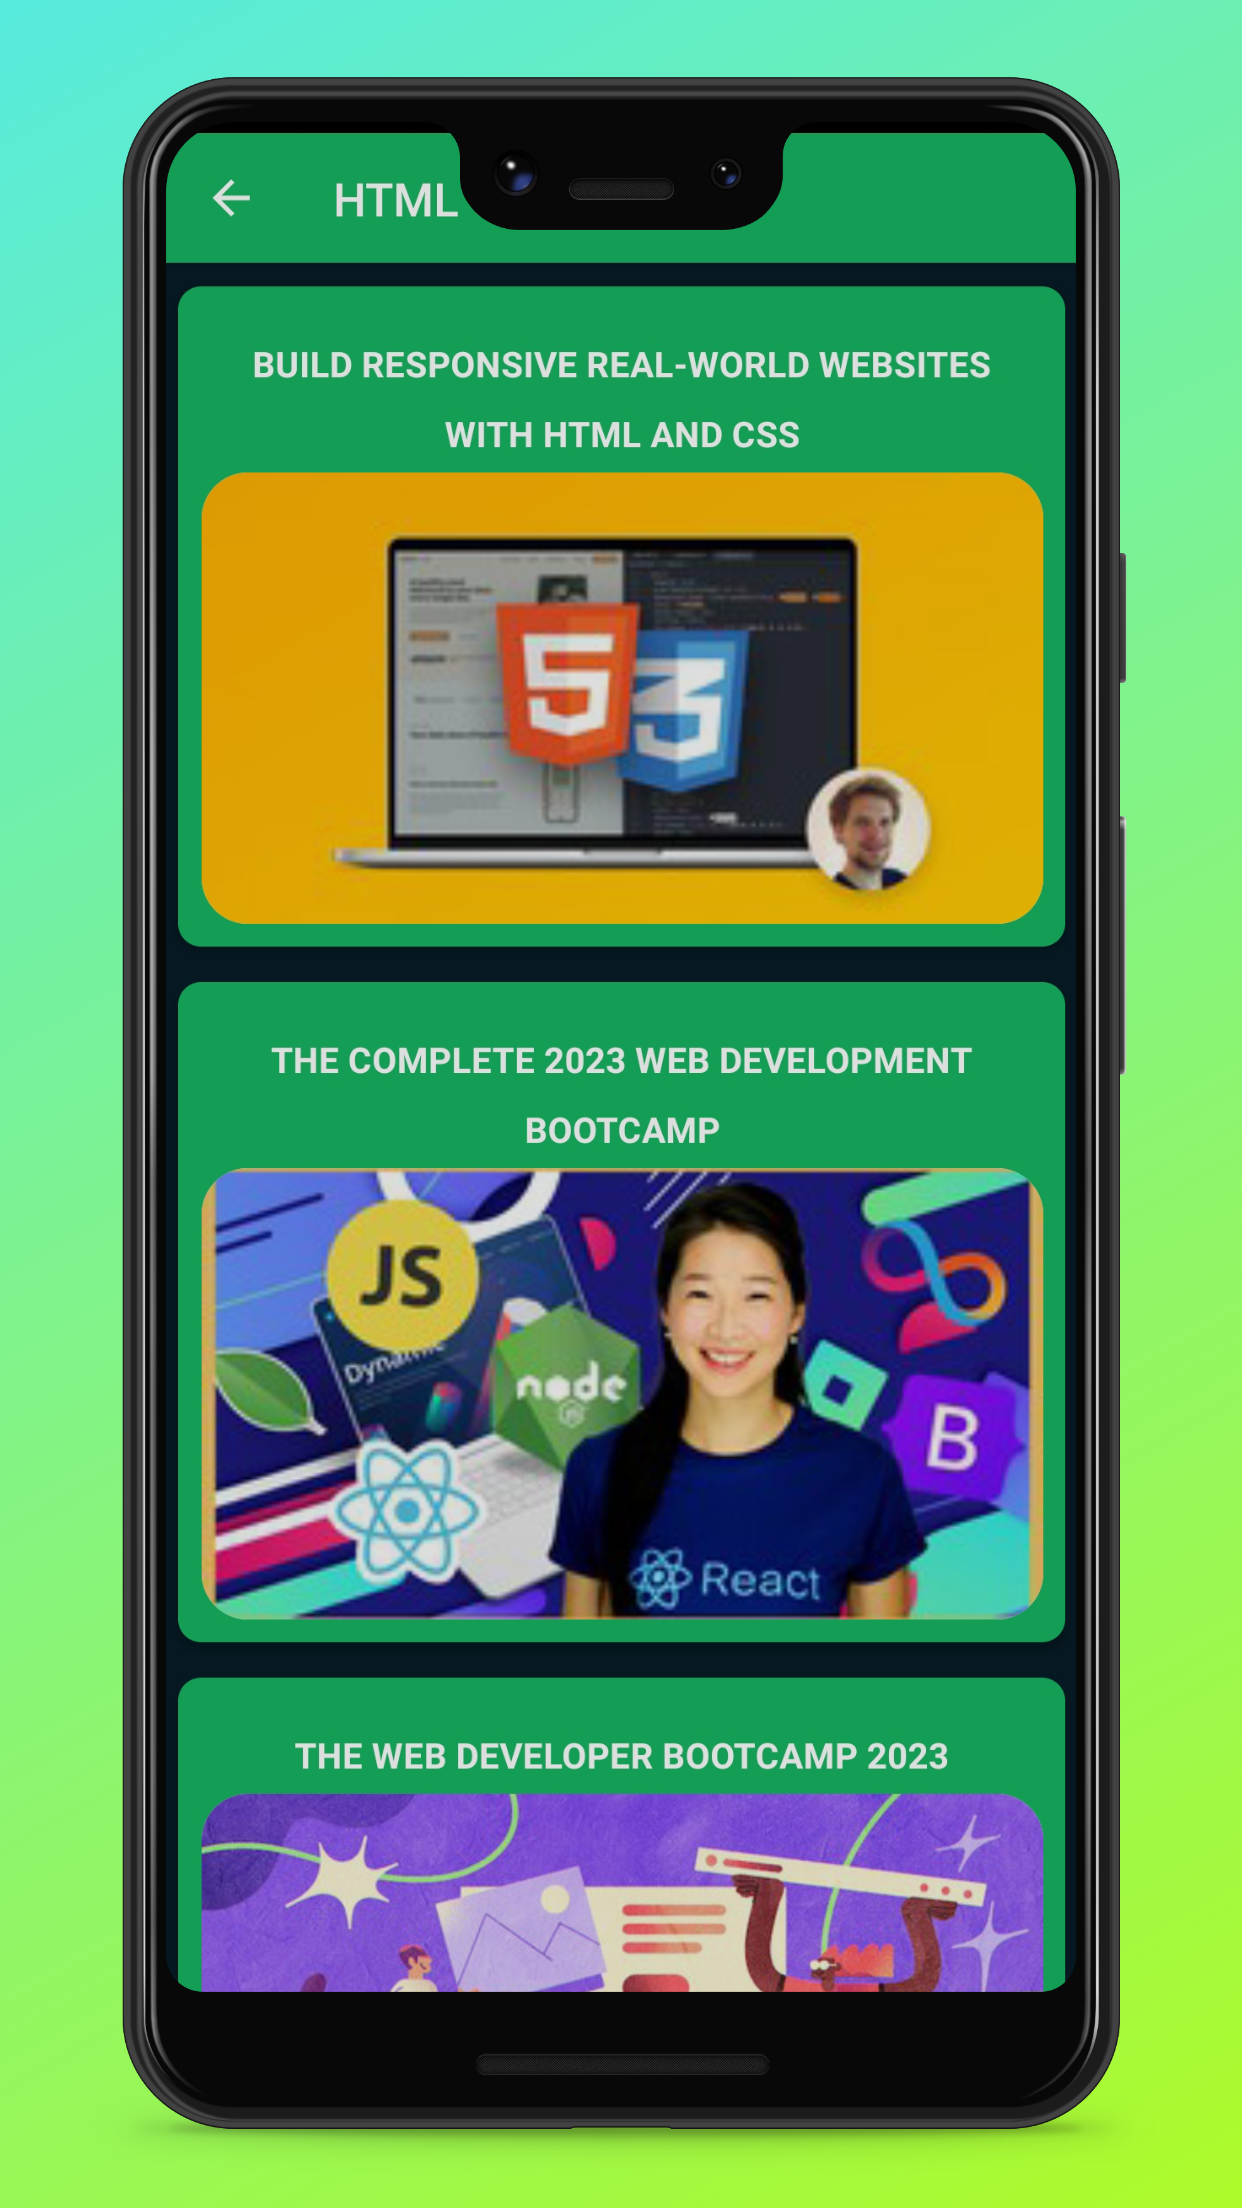 HTML
BUILD RESPONSIVE REAL-WORLD WEBSITES
WITH HTML AND CSS
5
3
THE COMPLETE 2023 WEB DEVELOPMENT
BOOTCAMP
JS
Dynamic
node
JS
B
React
THE WEB DEVELOPER BOOTCAMP 2023